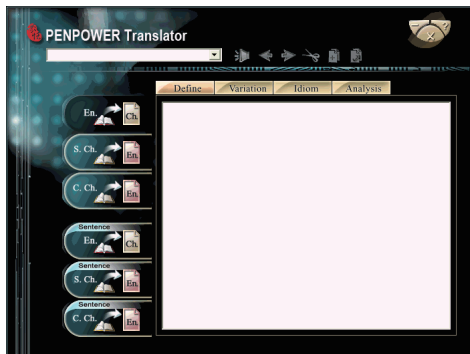 PENPOWER Translator
Define Variation Idiom Analysis
En. Ch.
S. Ch. En.
C. Ch. En.
Sentence
En. Ch.
Sentence
S. Ch. En.
Sentence
C. Ch. En.